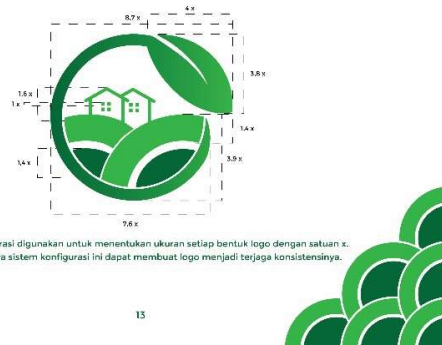 4 x
8,7 x
3,8 x
1,6 x
1 x
1,4 x
1,4 x
3,9 x
7,6 x
digunakan untuk menentukan ukuran setiap bentuk logo dengan satuan x.
sistem konfigurasi ini dapat membuat logo menjadi terjaga konsistensinya.
13